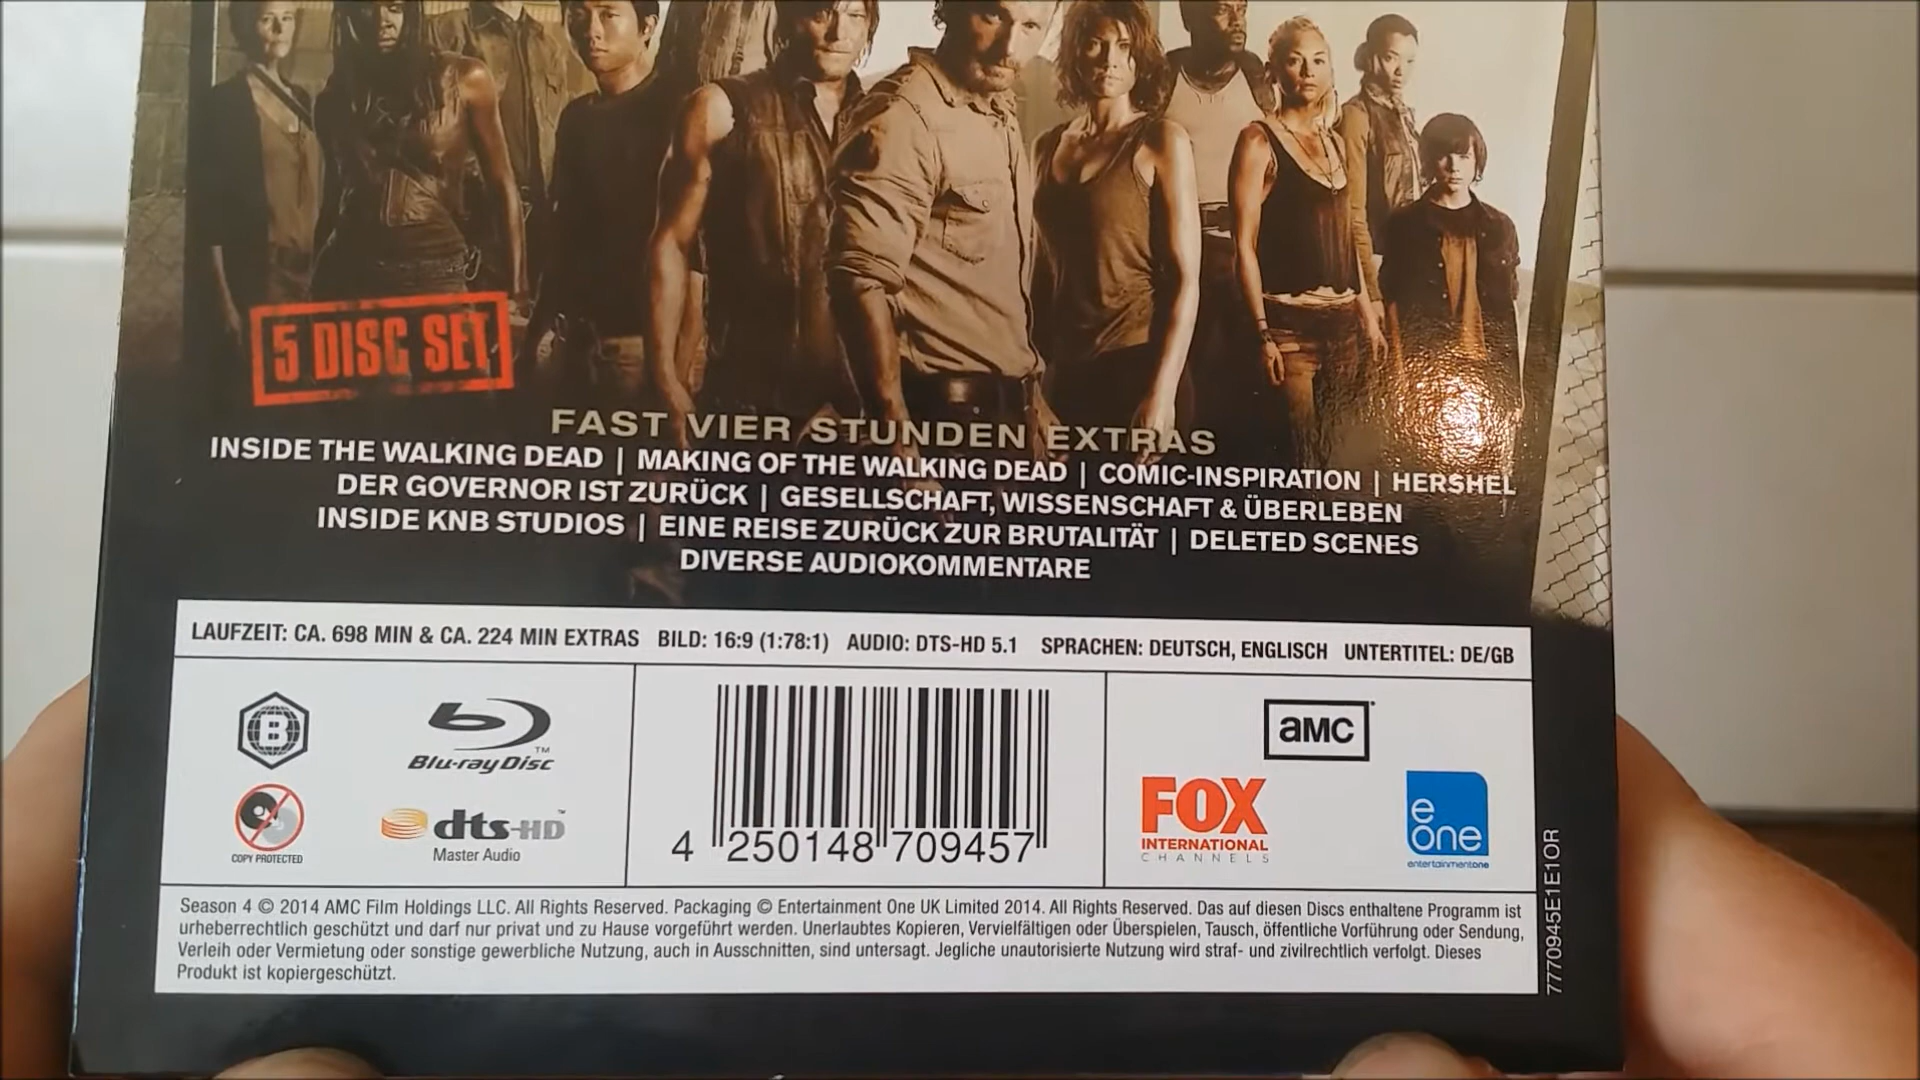 5 DISC SET
FAST VIER STUNDEN EXTRAS
INSIDE THE WALKING DEAD | MAKING OF THE WALKING DEAD | COMIC-INSPIRATION | HERSHEL
DER GOVERNOR IST ZURÜCK | GESELLSCHAFT, WISSENSCHAFT & ÜBERLEBEN
INSIDE KNB STUDIOS | EINE REISE ZURÜCK ZUR BRUTALITÄT | DELETED SCENES
DIVERSE AUDIOKOMMENTARE
LAUFZEIT: CA. 698 MIN & CA. 224 MIN EXTRAS BILD: 16:9 (1:78:1) AUDIO: DTS-HD 5.1 SPRACHEN: DEUTSCH, ENGLISCH UNTERTITEL: DE/GB
B
Blu-ray Disc™
COPY PROTECTED
dts-HD™
Master Audio
4 250148 709457
aMC
FOX
INTERNATIONAL
CHANNELS
e
one
entertainmentone
7770945E1E1OR
Season 4 © 2014 AMC Film Holdings LLC. All Rights Reserved. Packaging © Entertainment One UK Limited 2014. All Rights Reserved. Das auf diesen Discs enthaltene Programm ist
urheberrechtlich geschützt und darf nur privat und zu Hause vorgeführt werden. Unerlaubtes Kopieren, Vervielfältigen oder Überspielen, Tausch, öffentliche Vorführung oder Sendung,
Verleih oder Vermietung oder sonstige gewerbliche Nutzung, auch in Ausschnitten, sind untersagt. Jegliche unautorisierte Nutzung wird straf- und zivilrechtlich verfolgt. Dieses
Produkt ist kopiergeschützt.